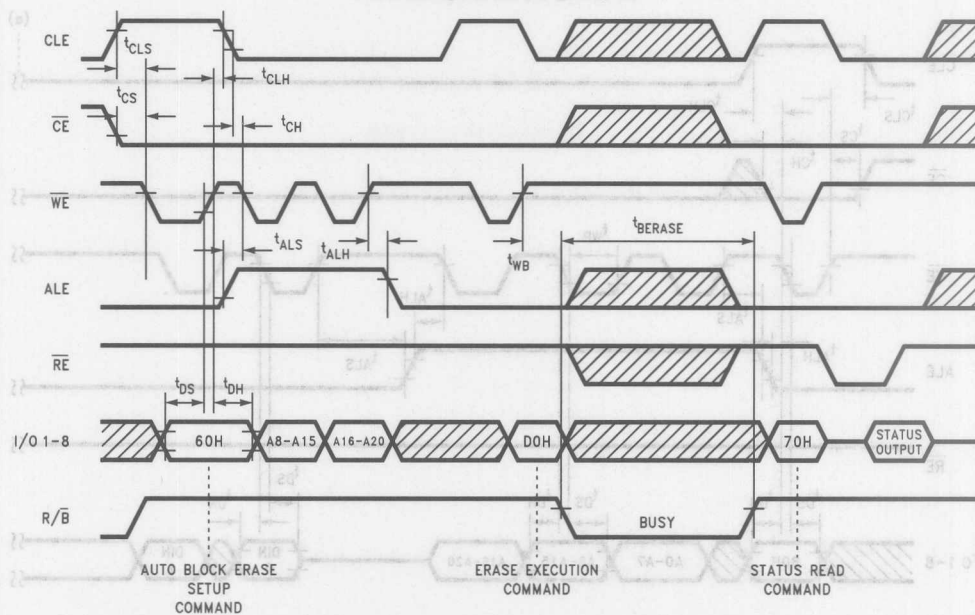 CLE
tCLS
tCLH
tCS
CE
tCH
WE
tALS
tALH
tWB
tBERASE
ALE
RE
tDS
tDH
I/O 1-8
60H
A8-A15
A16-A20
D0H
70H
STATUS
OUTPUT
R/B
BUSY
AUTO BLOCK ERASE
SETUP
COMMAND
ERASE EXECUTION
COMMAND
STATUS READ
COMMAND